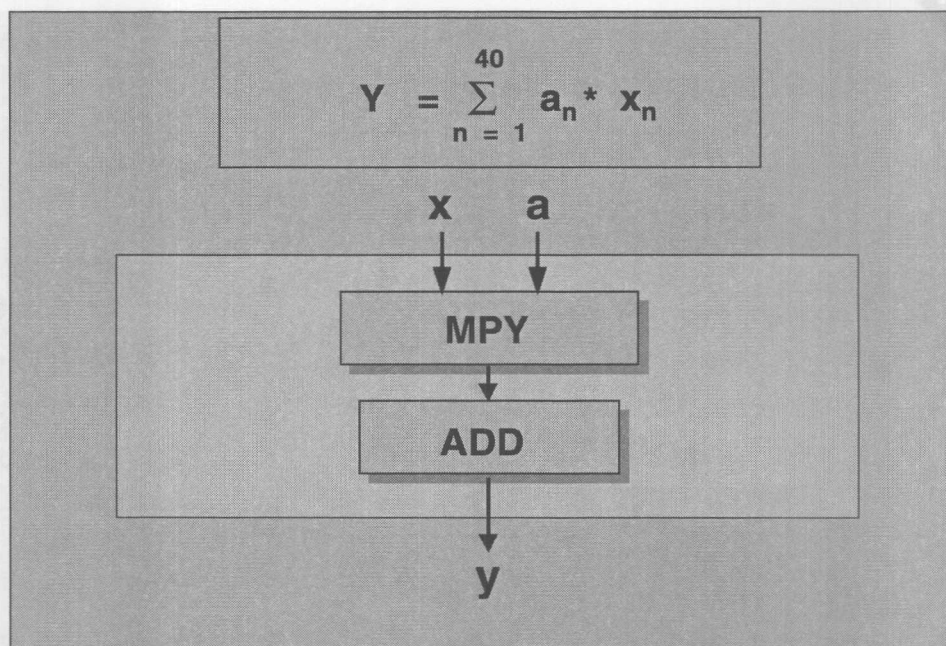 40
Y = Σ aₙ * xₙ
n = 1
x a
MPY
ADD
y